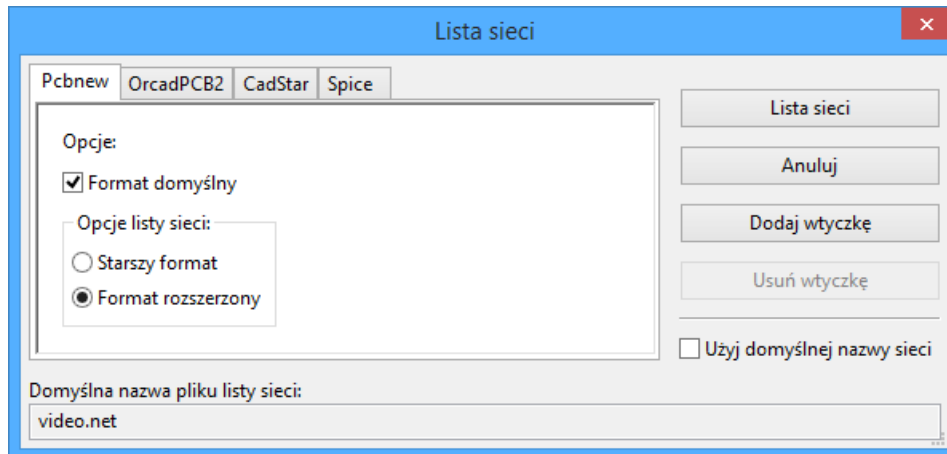 Lista sieci
Pcbnew OrcadPCB2 CadStar Spice
Opcje:
Format domyślny
Opcje listy sieci:
Starszy format
Format rozszerzony
Lista sieci
Anuluj
Dodaj wtyczkę
Usuń wtyczkę
Użyj domyślnej nazwy sieci
Domyślna nazwa pliku listy sieci:
video.net